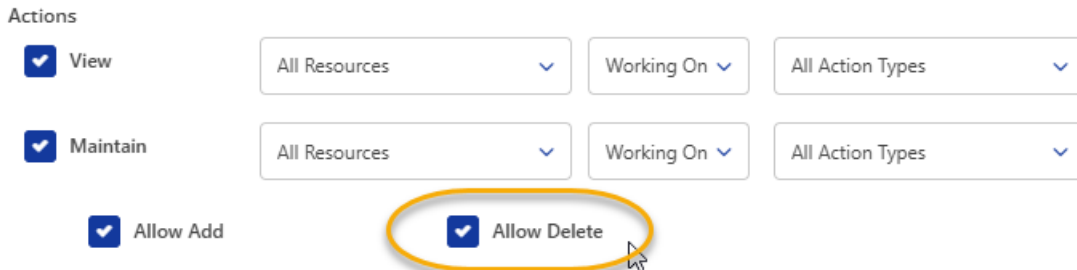 Actions
View All Resources Working On All Action Types
Maintain All Resources Working On All Action Types
Allow Add Allow Delete